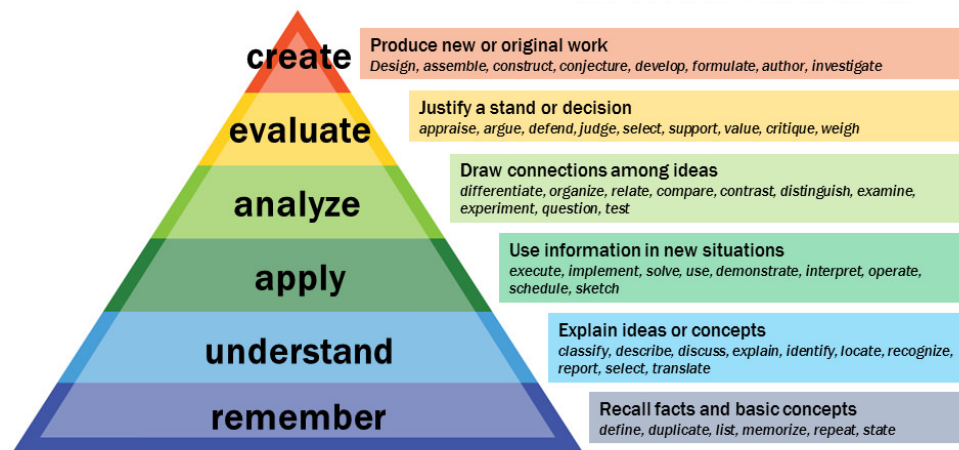 create
Produce new or original work
Design, assemble, construct, conjecture, develop, formulate, author, investigate
evaluate
Justify a stand or decision
appraise, argue, defend, judge, select, support, value, critique, weigh
analyze
Draw connections among ideas
differentiate, organize, relate, compare, contrast, distinguish, examine,
experiment, question, test
apply
Use information in new situations
execute, implement, solve, use, demonstrate, interpret, operate,
schedule, sketch
understand
Explain ideas or concepts
classify, describe, discuss, explain, identify, locate, recognize,
report, select, translate
remember
Recall facts and basic concepts
define, duplicate, list, memorize, repeat, state